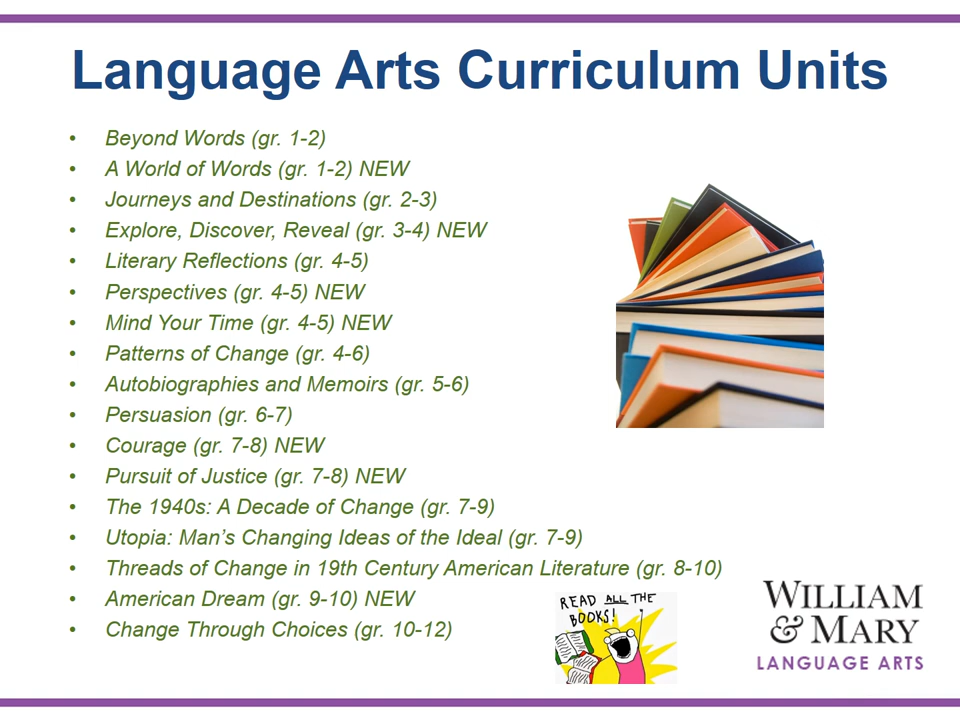 Language Arts Curriculum Units
• Beyond Words (gr. 1-2)
• A World of Words (gr. 1-2) NEW
• Journeys and Destinations (gr. 2-3)
• Explore, Discover, Reveal (gr. 3-4) NEW
• Literary Reflections (gr. 4-5)
• Perspectives (gr. 4-5) NEW
• Mind Your Time (gr. 4-5) NEW
• Patterns of Change (gr. 4-6)
• Autobiographies and Memoirs (gr. 5-6)
• Persuasion (gr. 6-7)
• Courage (gr. 7-8) NEW
• Pursuit of Justice (gr. 7-8) NEW
• The 1940s: A Decade of Change (gr. 7-9)
• Utopia: Man’s Changing Ideas of the Ideal (gr. 7-9)
• Threads of Change in 19th Century American Literature (gr. 8-10)
• American Dream (gr. 9-10) NEW
• Change Through Choices (gr. 10-12)
READ ALL THE
BOOKS!
WILLIAM
& MARY
LANGUAGE ARTS